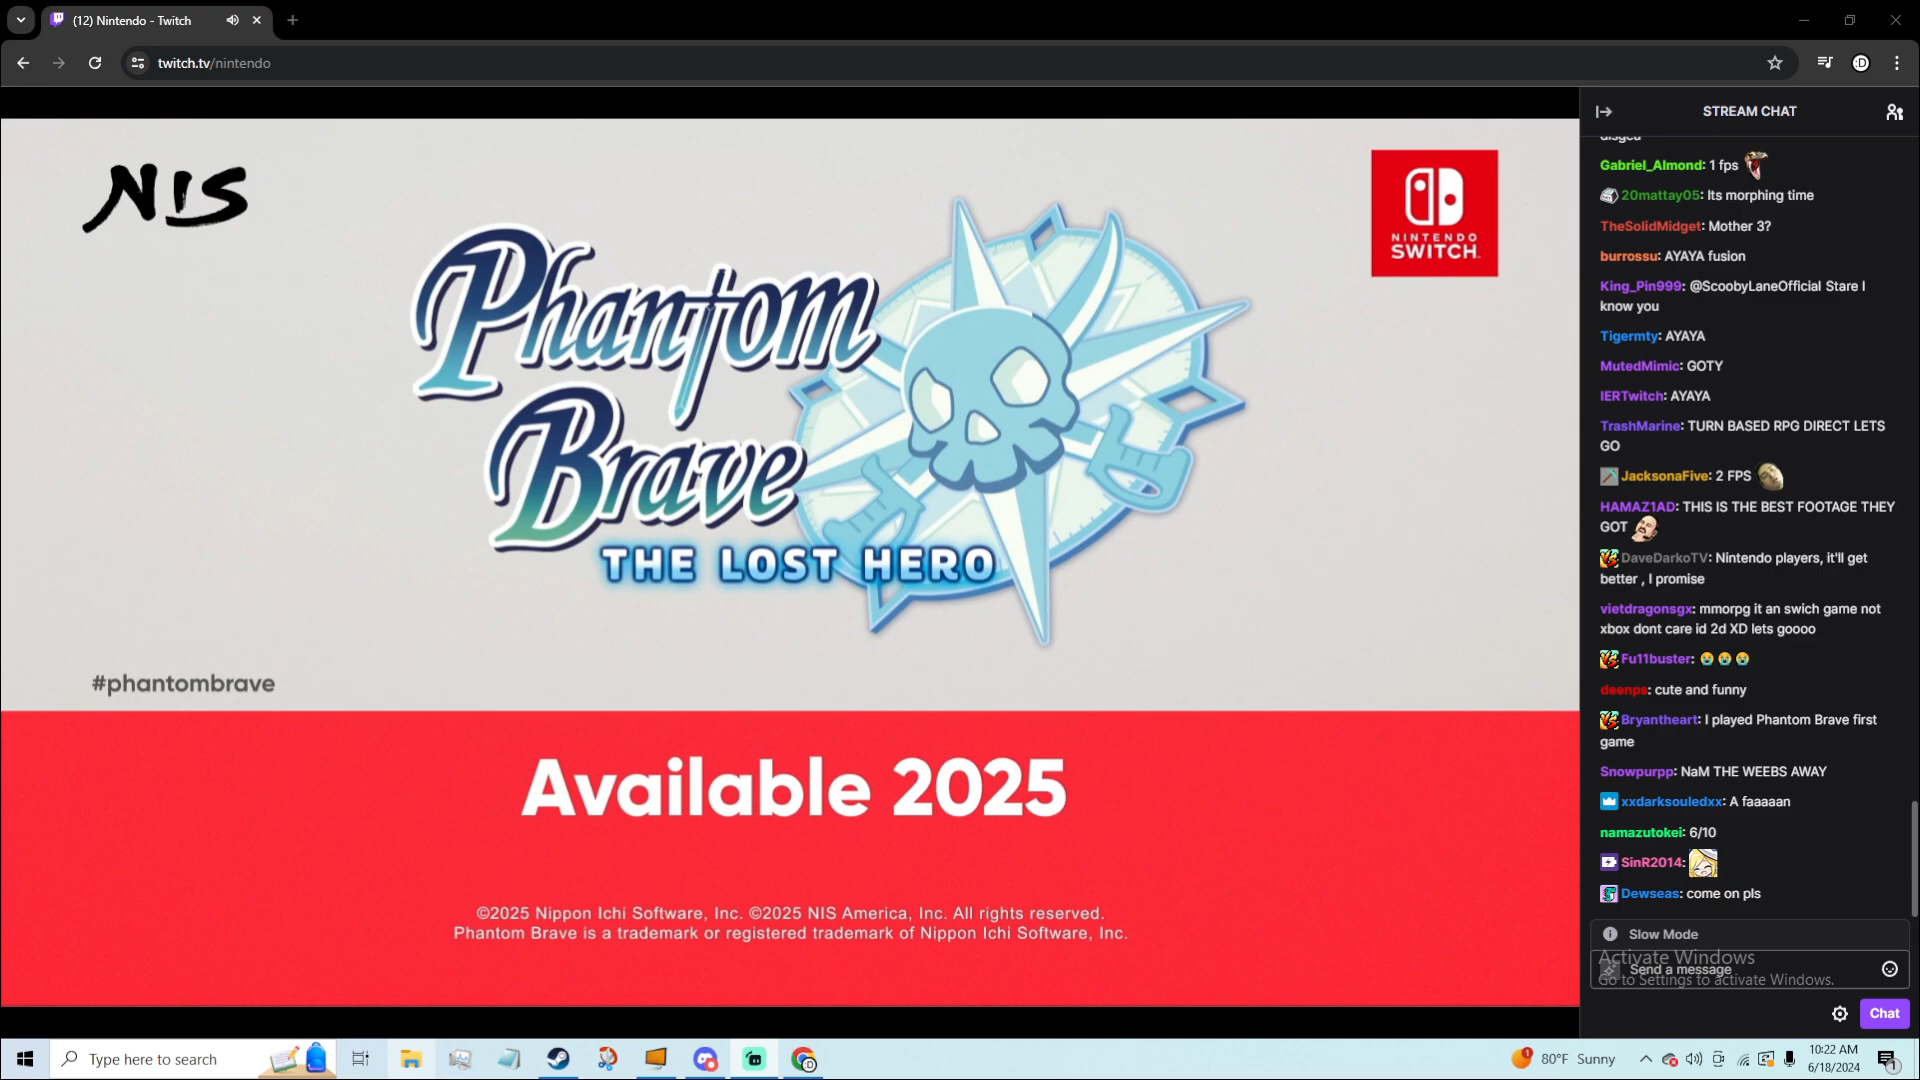 (12) Nintendo - Twitch
twitch.tv/nintendo
NIS
NINTENDO
SWITCH
Phantom
Brave
THE LOST HERO
#phantombrave
Available 2025
©2025 Nippon Ichi Software, Inc. ©2025 NIS America, Inc. All rights reserved.
Phantom Brave is a trademark or registered trademark of Nippon Ichi Software, Inc.
STREAM CHAT
Gabriel_Almond: 1 fps
20mattay05: Its morphing time
TheSolidMidget: Mother 3?
burrossu: AYAYA fusion
King_Pin999: @ScoobyLaneOfficial Stare I
know you
Tigermty: AYAYA
MutedMimic: GOTY
IERTwitch: AYAYA
TrashMarine: TURN BASED RPG DIRECT LETS
GO
JacksonaFive: 2 FPS
HAMAZ1AD: THIS IS THE BEST FOOTAGE THEY
GOT
DaveDarkoTV: Nintendo players, it'll get
better , I promise
vietdragonsgx: mmorpg it an swich game not
xbox dont care id 2d XD lets goooo
Fu11buster: 😭 😭 😭
deenps: cute and funny
Bryantheart: I played Phantom Brave first
game
Snowpurpp: NaM THE WEEBS AWAY
xxdarksouledxx: A faaaaan
namazutokei: 6/10
SinR2014:
Dewseas: come on pls
Slow Mode
Activate Windows
Send a message
Go to Settings to activate Windows.
Chat
Type here to search
1
80°F Sunny
10:22 AM
6/18/2024
1